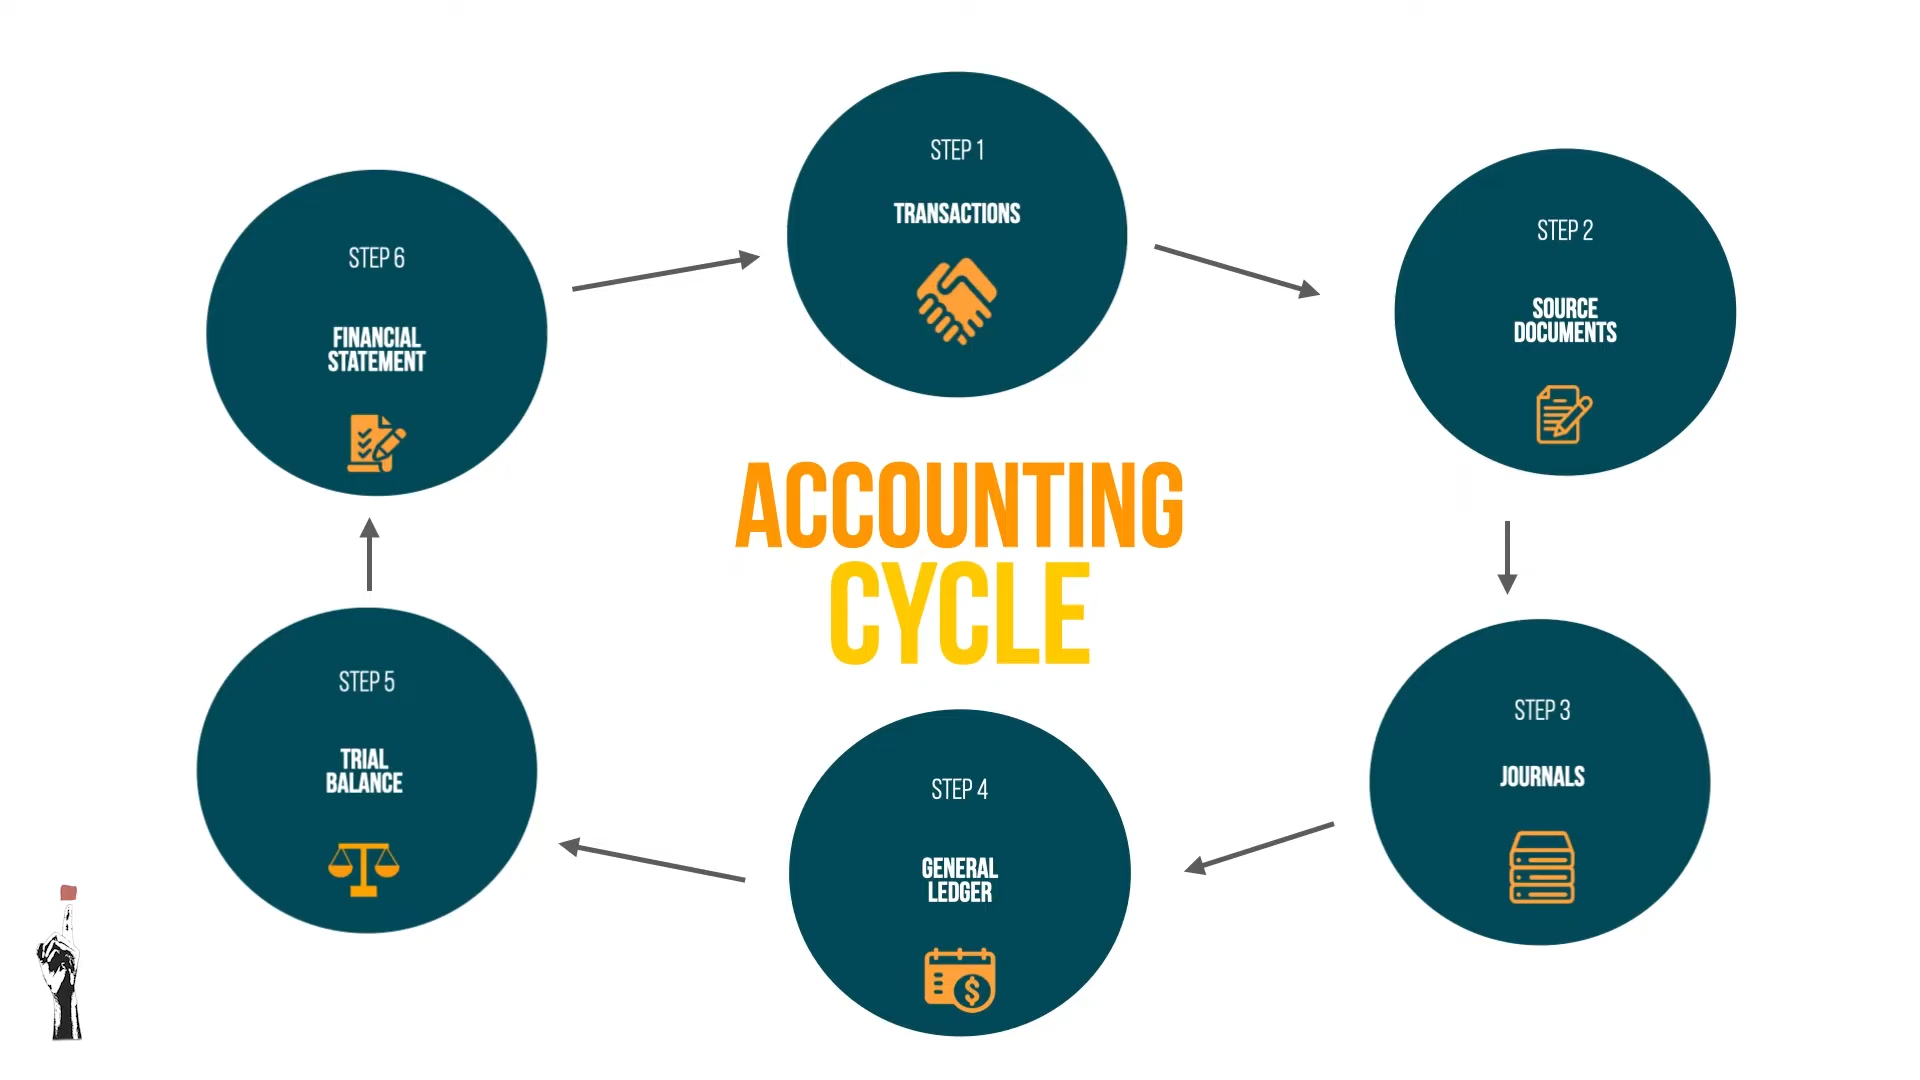 STEP 1
TRANSACTIONS
STEP 2
SOURCE
DOCUMENTS
STEP 3
JOURNALS
STEP 4
GENERAL
LEDGER
$
STEP 5
TRIAL
BALANCE
STEP 6
FINANCIAL
STATEMENT
ACCOUNTING
CYCLE